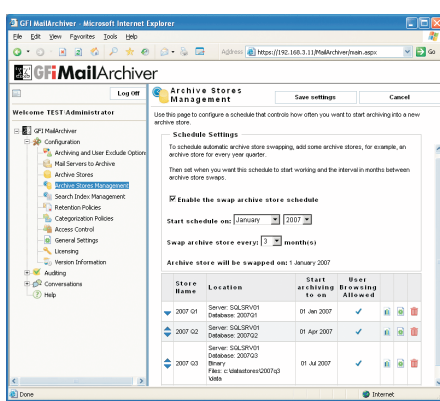 GFI MailArchiver - Microsoft Internet Explorer
File Edit View Favorites Tools Help
Address https://192.168.3.11/MailArchiver/main.aspx Go
GFi MailArchiver
Log Off
Welcome TEST\Administrator
GFI MailArchiver
Configuration
Archiving and User Exclude Option
Mail Servers to Archive
Archive Stores
Archive Stores Management
Search Index Management
Retention Policies
Categorization Policies
Access Control
General Settings
Licensing
Version Information
Auditing
Conversations
Help
Archive Stores
Management
Save settings
Cancel
Use this page to configure a schedule that controls how often you want to start archiving into a new
archive store.
Schedule Settings
To schedule automatic archive store swapping, add some archive stores, for example, an
archive store for every year quarter.
Then set when you want this schedule to start working and the interval in months between
archive store swaps.
Enable the swap archive store schedule
Start schedule on: January 2007
Swap archive store every: 3 month(s)
Archive store will be swapped on: 1 January 2007
Store Name Location Start archiving to on User Browsing Allowed
2007 Q1 Server: SQLSRV01 01 Jan 2007
Database: 2007Q1
2007 Q2 Server: SQLSRV01 01 Apr 2007
Database: 2007Q2
2007 Q3 Server: SQLSRV01 01 Jul 2007
Database: 2007Q3
Binary
Files: c:\datastores\2007q3
\data
Done
Internet